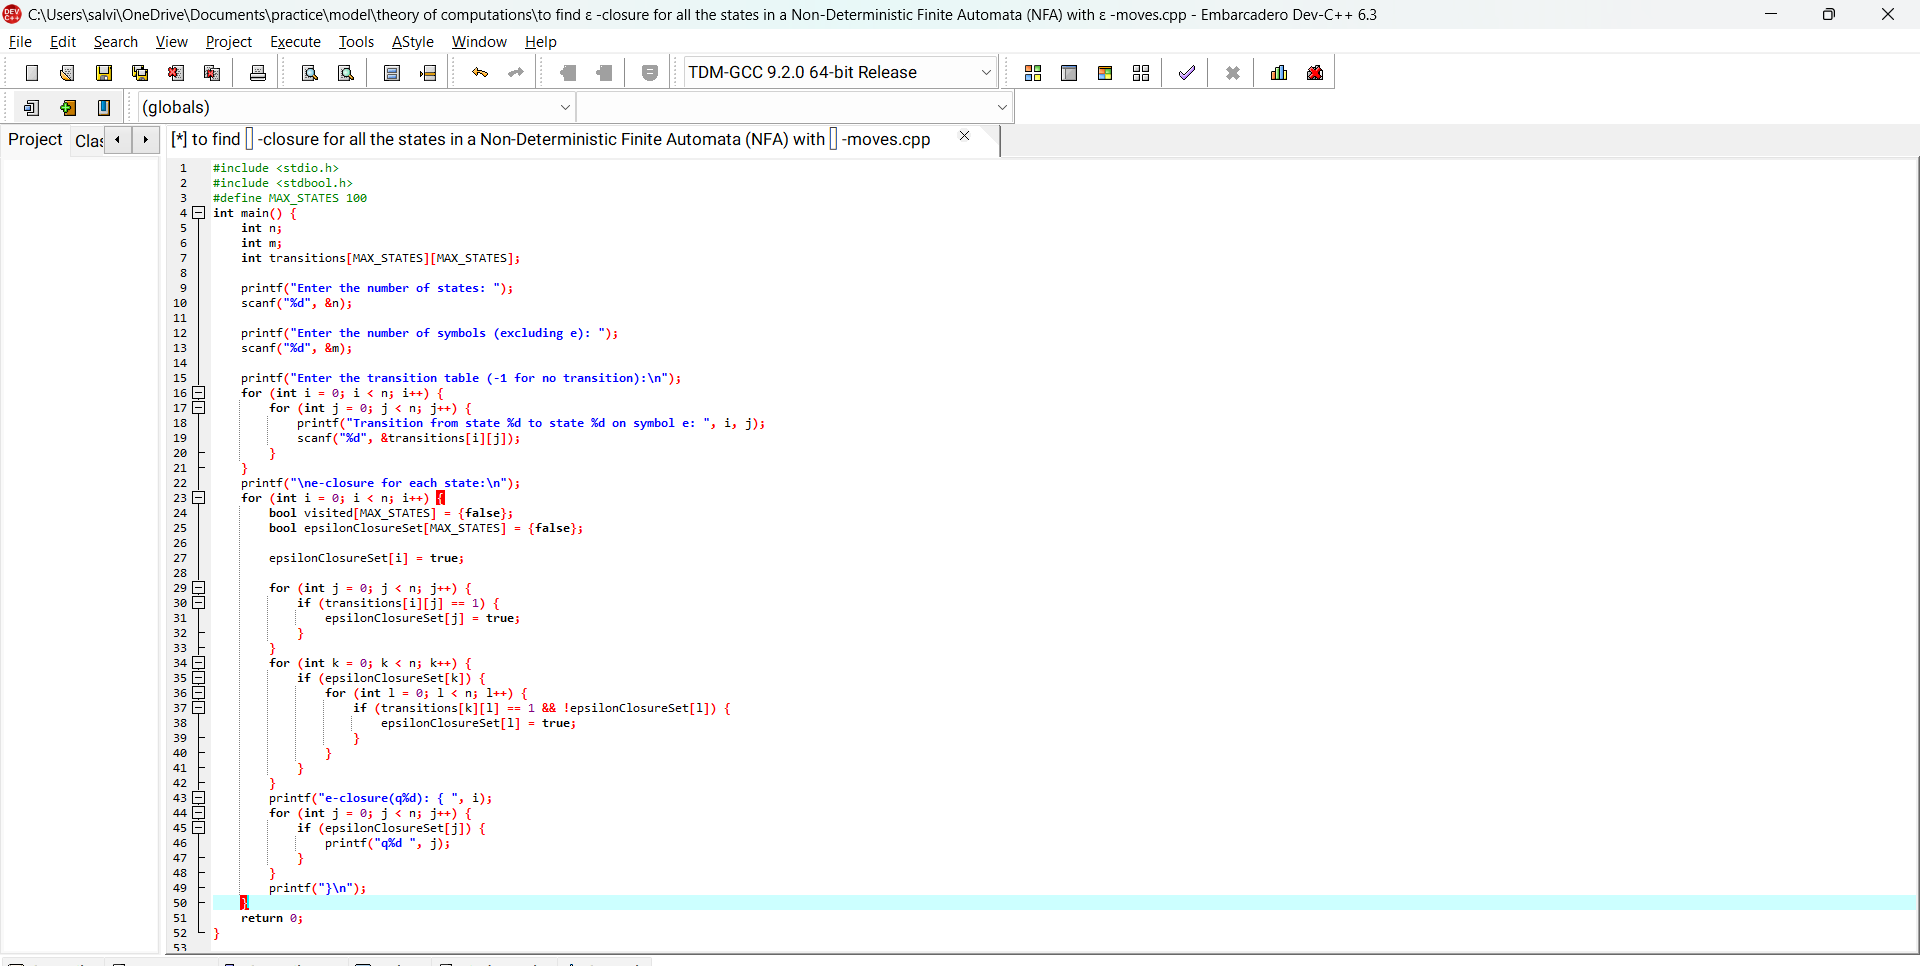 C:\Users\salvi\OneDrive\Documents\practice\model\theory of computations\to find ε -closure for all the states in a Non-Deterministic Finite Automata (NFA) with ε -moves.cpp - Embarcadero Dev-C++ 6.3
File Edit Search View Project Execute Tools AStyle Window Help
TDM-GCC 9.2.0 64-bit Release
(globals)
Project Clas [*] to find -closure for all the states in a Non-Deterministic Finite Automata (NFA) with -moves.cpp
1 #include <stdio.h>
2 #include <stdbool.h>
3 #define MAX_STATES 100
4 int main() {
5 int n;
6 int m;
7 int transitions[MAX_STATES][MAX_STATES];
8
9 printf("Enter the number of states: ");
10 scanf("%d", &n);
11
12 printf("Enter the number of symbols (excluding e): ");
13 scanf("%d", &m);
14
15 printf("Enter the transition table (-1 for no transition):\n");
16 for (int i = 0; i < n; i++) {
17 for (int j = 0; j < n; j++) {
18 printf("Transition from state %d to state %d on symbol e: ", i, j);
19 scanf("%d", &transitions[i][j]);
20 }
21 }
22 printf("\ne-closure for each state:\n");
23 for (int i = 0; i < n; i++) {
24 bool visited[MAX_STATES] = {false};
25 bool epsilonClosureSet[MAX_STATES] = {false};
26
27 epsilonClosureSet[i] = true;
28
29 for (int j = 0; j < n; j++) {
30 if (transitions[i][j] == 1) {
31 epsilonClosureSet[j] = true;
32 }
33 }
34 for (int k = 0; k < n; k++) {
35 if (epsilonClosureSet[k]) {
36 for (int l = 0; l < n; l++) {
37 if (transitions[k][l] == 1 && !epsilonClosureSet[l]) {
38 epsilonClosureSet[l] = true;
39 }
40 }
41 }
42 }
43 printf("e-closure(q%d): { ", i);
44 for (int j = 0; j < n; j++) {
45 if (epsilonClosureSet[j]) {
46 printf("q%d ", j);
47 }
48 }
49 printf("}\n");
50 }
51 return 0;
52 }
53